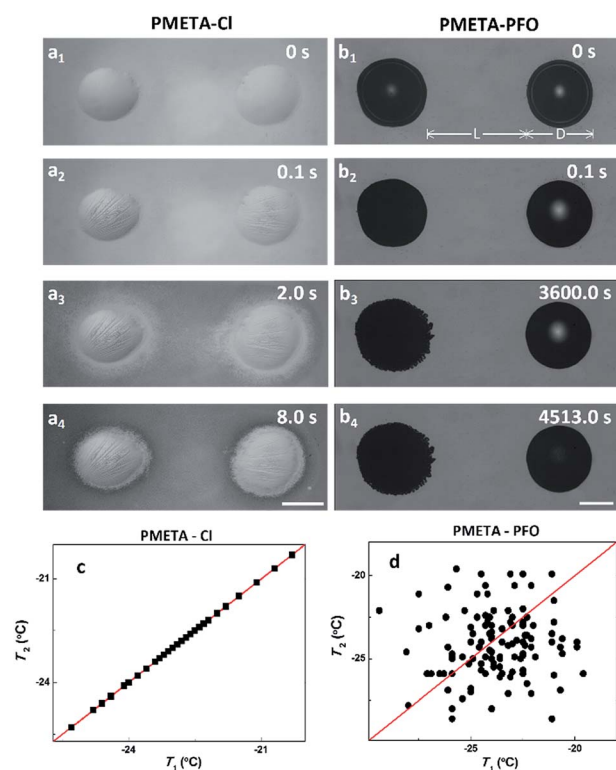 PMETA-Cl
PMETA-PFO
a1
0 s
b1
0 s
L
D
a2
0.1 s
b2
0.1 s
a3
2.0 s
b3
3600.0 s
a4
8.0 s
b4
4513.0 s
PMETA - Cl
c
-21
-24
T2 (°C)
-24
-21
T1 (°C)
PMETA - PFO
d
-20
-25
T2 (°C)
-25
-20
T1 (°C)